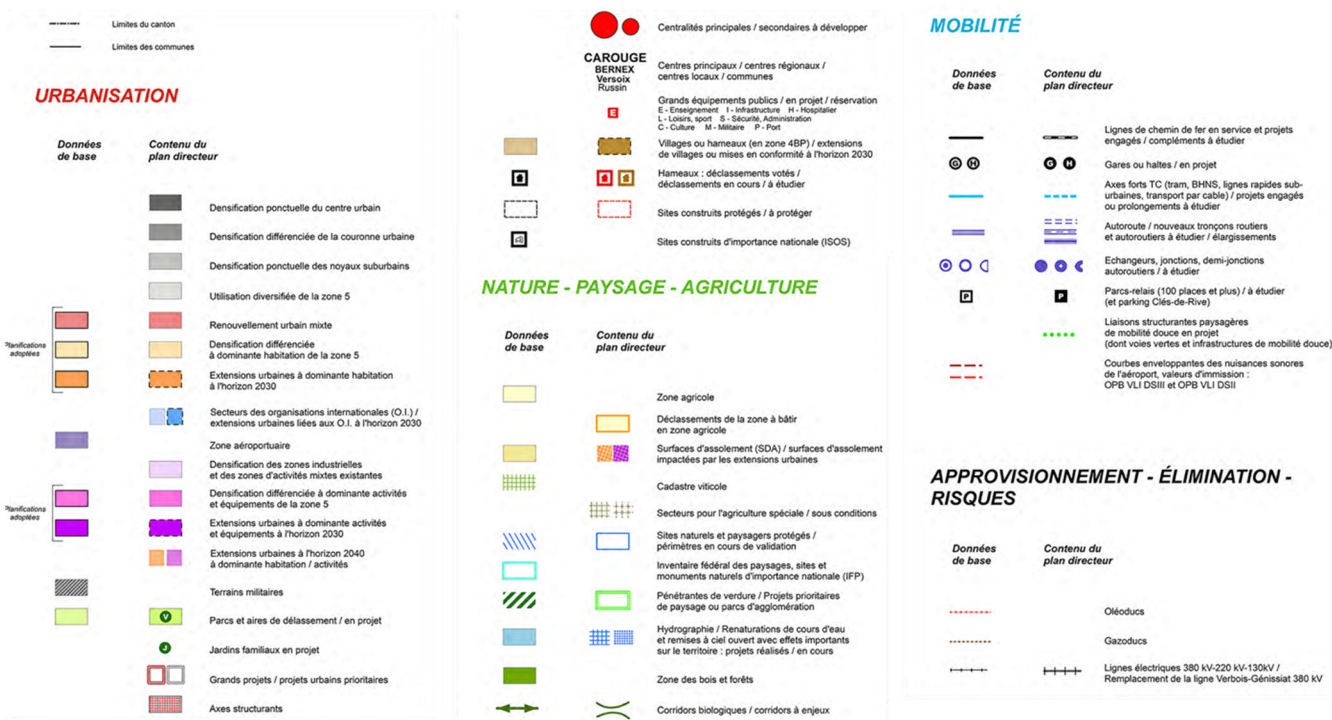 Limites du canton
Limites des communes
URBANISATION
Données
de base
Contenu du
plan directeur
Densification ponctuelle du centre urbain
Densification différenciée de la couronne urbaine
Densification ponctuelle des noyaux suburbains
Utilisation diversifiée de la zone 5
Planifications
adoptées
Renouvellement urbain mixte
Densification différenciée
à dominante habitation de la zone 5
Extensions urbaines à dominante habitation
à l'horizon 2030
Secteurs des organisations internationales (O.I.) /
extensions urbaines liées aux O.I. à l'horizon 2030
Zone aéroportuaire
Densification des zones industrielles
et des zones d'activités mixtes existantes
Planifications
adoptées
Densification différenciée à dominante activités
et équipements de la zone 5
Extensions urbaines à dominante activités
et équipements à l'horizon 2030
Extensions urbaines à l'horizon 2040
à dominante habitation / activités
Terrains militaires
V
Parcs et aires de délassement / en projet
J
Jardins familiaux en projet
Grands projets / projets urbains prioritaires
Axes structurants
Centralités principales / secondaires à développer
CAROUGE
BERNEX
Versoix
Russin
Centres principaux / centres régionaux /
centres locaux / communes
E
Grands équipements publics / en projet / réservation
E - Enseignement I - Infrastructure H - Hospitalier
L - Loisirs, sport S - Sécurité, Administration
C - Culture M - Militaire P - Port
Villages ou hameaux (en zone 4BP) / extensions
de villages ou mises en conformité à l'horizon 2030
Hameaux : déclassements votés /
déclassements en cours / à étudier
Sites construits protégés / à protéger
Sites construits d'importance nationale (ISOS)
NATURE - PAYSAGE - AGRICULTURE
Données
de base
Contenu du
plan directeur
Zone agricole
Déclassements de la zone à bâtir
en zone agricole
Surfaces d'assolement (SDA) / surfaces d'assolement
impactées par les extensions urbaines
Cadastre viticole
Secteurs pour l'agriculture spéciale / sous conditions
Sites naturels et paysagers protégés /
périmètres en cours de validation
Inventaire fédéral des paysages, sites et
monuments naturels d'importance nationale (IFP)
Pénétrantes de verdure / Projets prioritaires
de paysage ou parcs d'agglomération
Hydrographie / Renaturations de cours d'eau
et remises à ciel ouvert avec effets importants
sur le territoire : projets réalisés / en cours
Zone des bois et forêts
Corridors biologiques / corridors à enjeux
MOBILITÉ
Données
de base
Contenu du
plan directeur
Lignes de chemin de fer en service et projets
engagés / compléments à étudier
G H G H
Gares ou haltes / en projet
Axes forts TC (tram, BHNS, lignes rapides sub-
urbaines, transport par cable) / projets engagés
ou prolongements à étudier
Autoroute / nouveaux tronçons routiers
et autoroutiers à étudier / élargissements
Echangeurs, jonctions, demi-jonctions
autoroutiers / à étudier
P P
Parcs-relais (100 places et plus) / à étudier
(et parking Clés-de-Rive)
Liaisons structurantes paysagères
de mobilité douce en projet
(dont voies vertes et infrastructures de mobilité douce)
Courbes enveloppantes des nuisances sonores
de l'aéroport, valeurs d'immission :
OPB VLI DSIII et OPB VLI DSII
APPROVISIONNEMENT - ÉLIMINATION -
RISQUES
Données
de base
Contenu du
plan directeur
Oléoducs
Gazoducs
Lignes électriques 380 kV-220 kV-130kV /
Remplacement de la ligne Verbois-Génissiat 380 kV